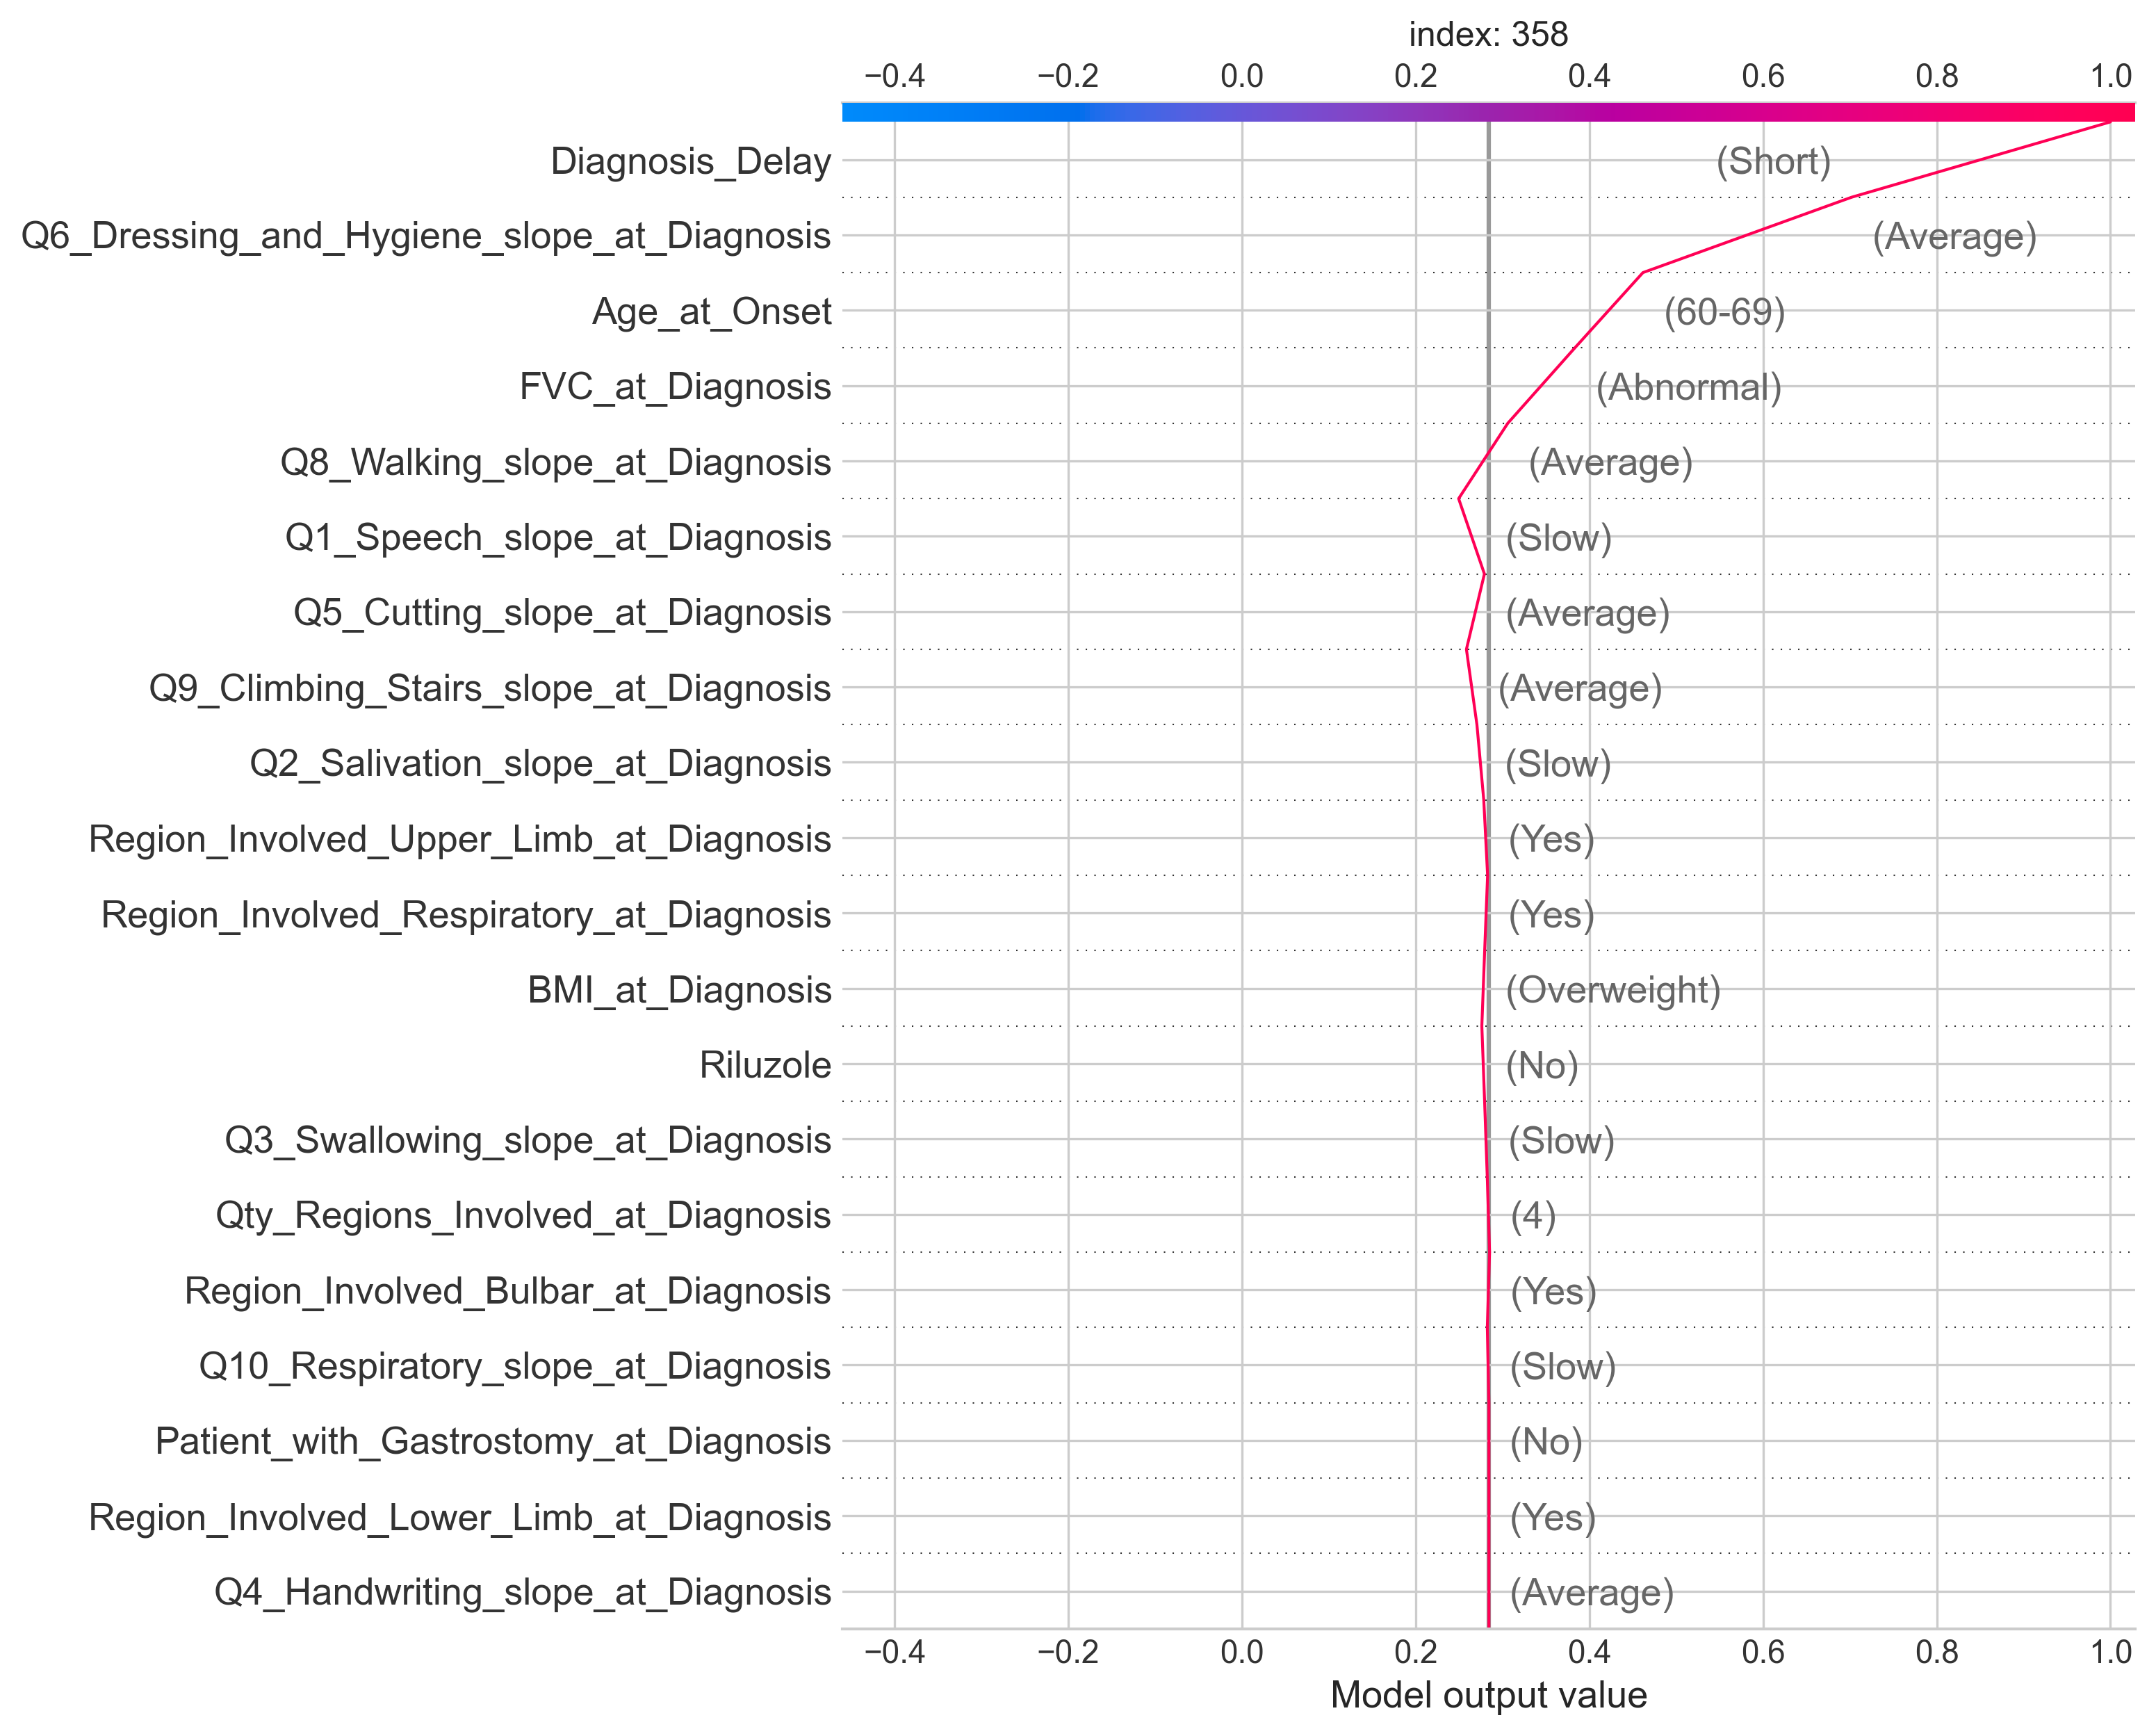 index: 358
−0.4 −0.2 0.0 0.2 0.4 0.6 0.8 1.0
Diagnosis_Delay (Short)
Q6_Dressing_and_Hygiene_slope_at_Diagnosis (Average)
Age_at_Onset (60-69)
FVC_at_Diagnosis (Abnormal)
Q8_Walking_slope_at_Diagnosis (Average)
Q1_Speech_slope_at_Diagnosis (Slow)
Q5_Cutting_slope_at_Diagnosis (Average)
Q9_Climbing_Stairs_slope_at_Diagnosis (Average)
Q2_Salivation_slope_at_Diagnosis (Slow)
Region_Involved_Upper_Limb_at_Diagnosis (Yes)
Region_Involved_Respiratory_at_Diagnosis (Yes)
BMI_at_Diagnosis (Overweight)
Riluzole (No)
Q3_Swallowing_slope_at_Diagnosis (Slow)
Qty_Regions_Involved_at_Diagnosis (4)
Region_Involved_Bulbar_at_Diagnosis (Yes)
Q10_Respiratory_slope_at_Diagnosis (Slow)
Patient_with_Gastrostomy_at_Diagnosis (No)
Region_Involved_Lower_Limb_at_Diagnosis (Yes)
Q4_Handwriting_slope_at_Diagnosis (Average)
−0.4 −0.2 0.0 0.2 0.4 0.6 0.8 1.0
Model output value